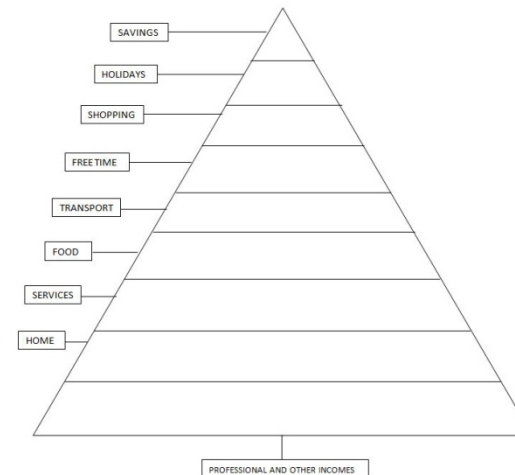 SAVINGS
HOLIDAYS
SHOPPING
FREE TIME
TRANSPORT
FOOD
SERVICES
HOME
PROFESSIONAL AND OTHER INCOMES